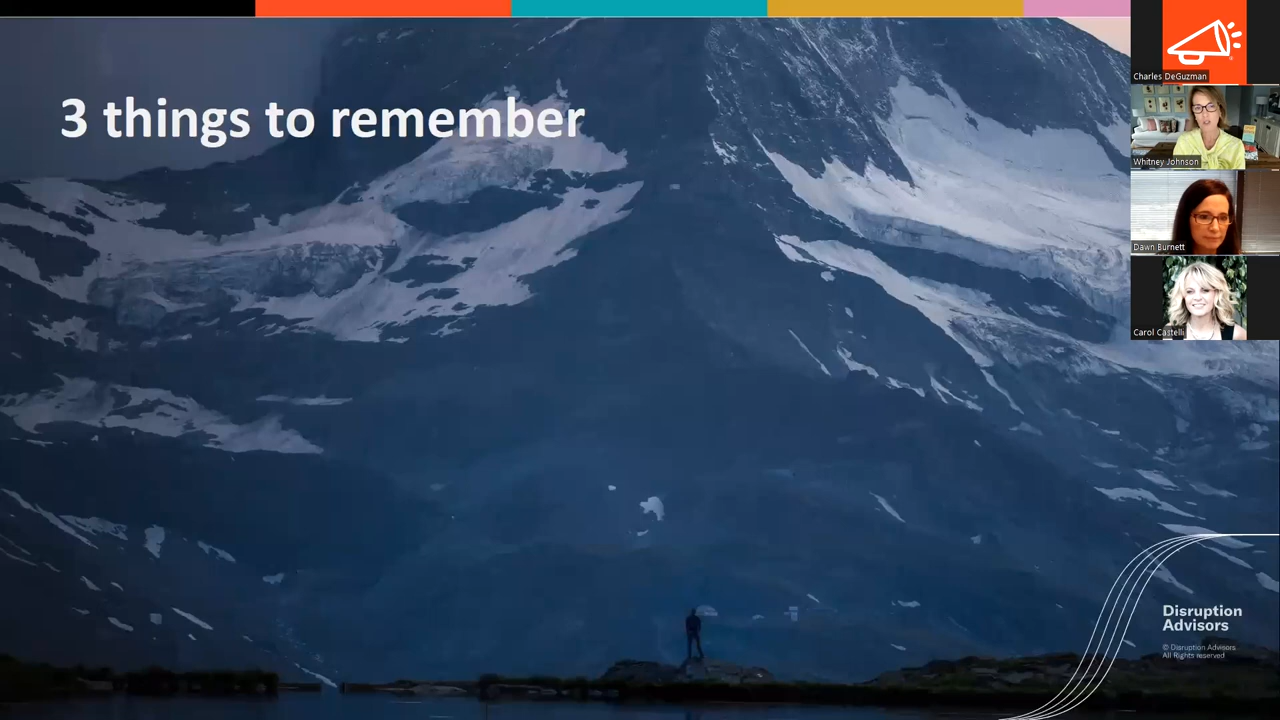 3 things to remember
Charles DeGuzman
Whitney Johnson
Dawn Burnett
Carol Castelli
Disruption
Advisors
© Disruption Advisors
All Rights reserved